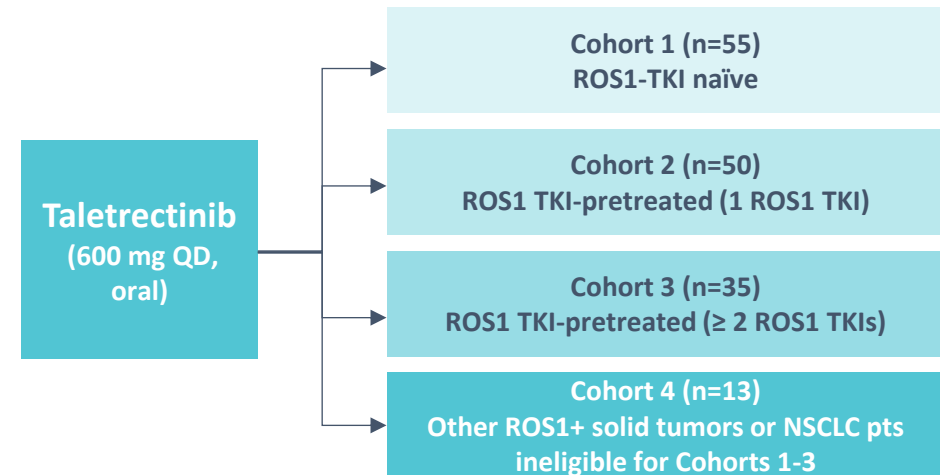 Taletrectinib
(600 mg QD,
oral)
Cohort 1 (n=55)
ROS1-TKI naïve
Cohort 2 (n=50)
ROS1 TKI-pretreated (1 ROS1 TKI)
Cohort 3 (n=35)
ROS1 TKI-pretreated (≥ 2 ROS1 TKIs)
Cohort 4 (n=13)
Other ROS1+ solid tumors or NSCLC pts
ineligible for Cohorts 1-3